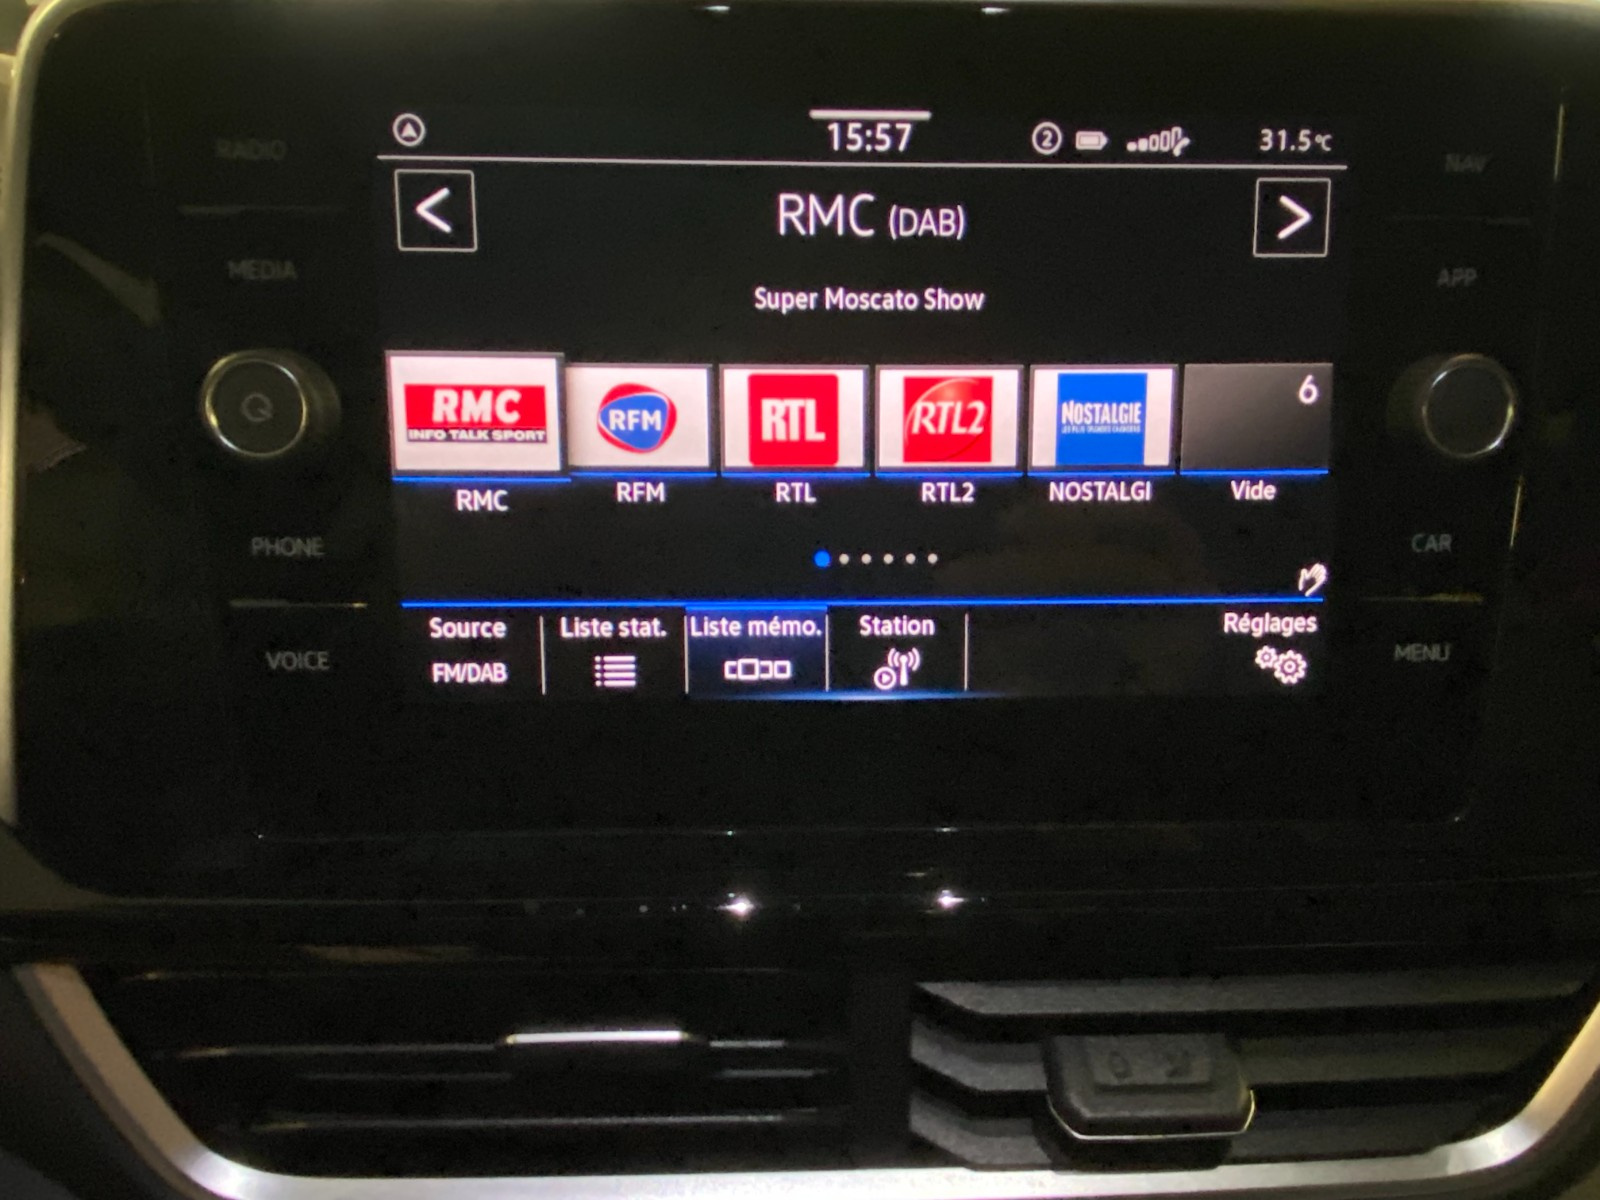 RADIO
MEDIA
PHONE
VOICE
NAV
APP
CAR
MENU
15:57
2
31.5°C
< RMC (DAB) >
Super Moscato Show
RMC
INFO TALK SPORT
RFM
RTL
RTL2
NOSTALGIE
6
RMC RFM RTL RTL2 NOSTALGI Vide
Source Liste stat. Liste mémo. Station Réglages
FM/DAB